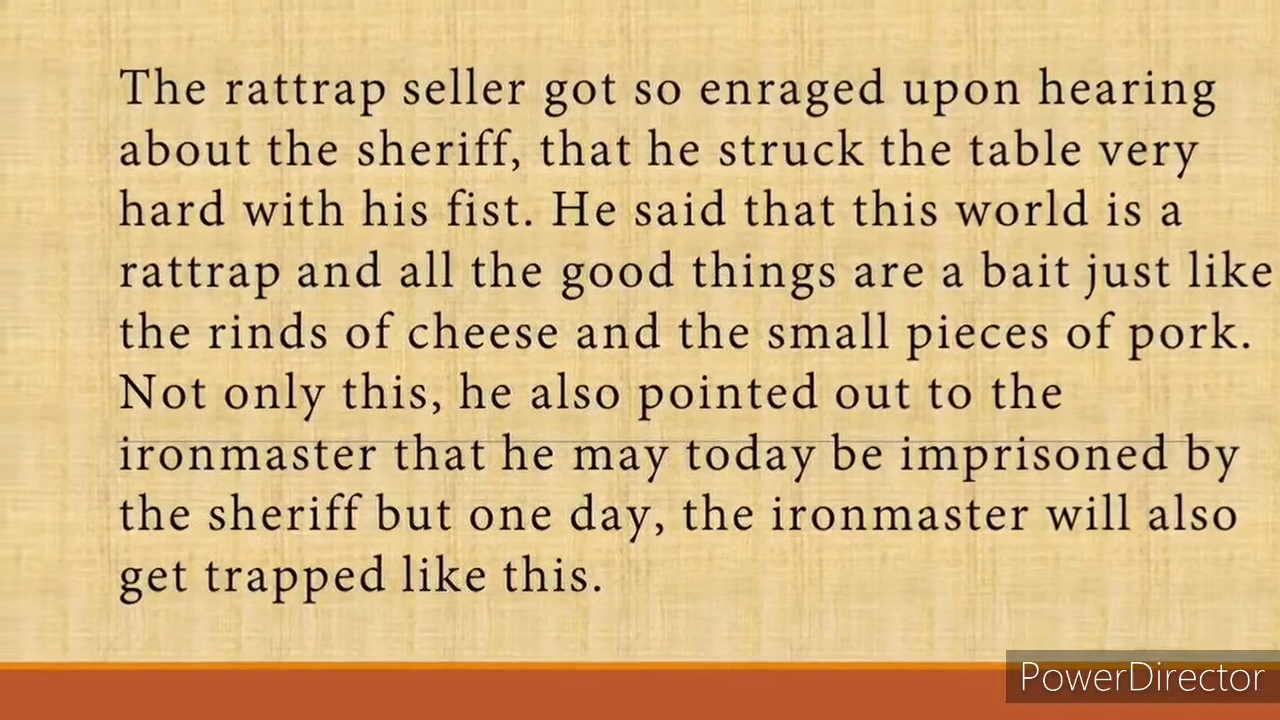 The rattrap seller got so enraged upon hearing
about the sheriff, that he struck the table very
hard with his fist. He said that this world is a
rattrap and all the good things are a bait just like
the rinds of cheese and the small pieces of pork.
Not only this, he also pointed out to the
ironmaster that he may today be imprisoned by
the sheriff but one day, the ironmaster will also
get trapped like this.
PowerDirector